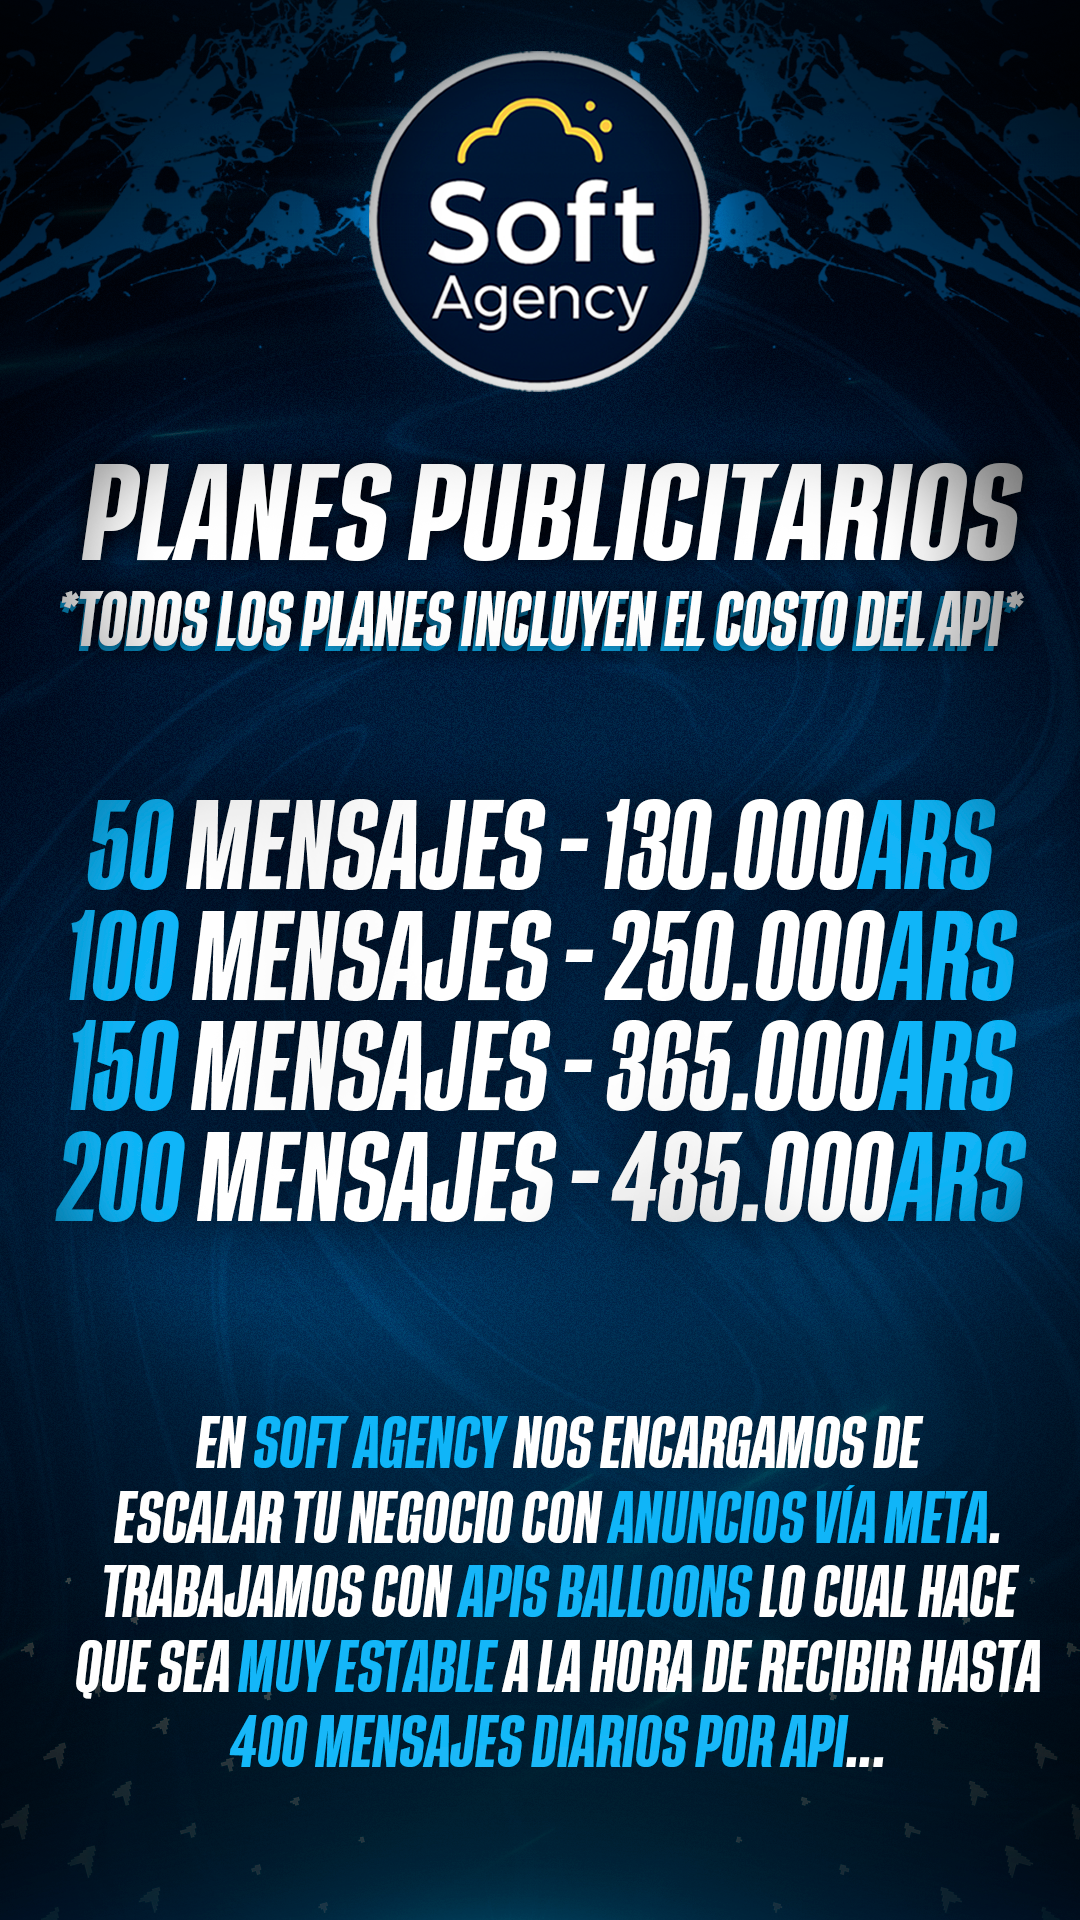 Soft
Agency
PLANES PUBLICITARIOS
*TODOS LOS PLANES INCLUYEN EL COSTO DEL API*
50 MENSAJES - 130.000ARS
100 MENSAJES - 250.000ARS
150 MENSAJES - 365.000ARS
200 MENSAJES - 485.000ARS
EN SOFT AGENCY NOS ENCARGAMOS DE
ESCALAR TU NEGOCIO CON ANUNCIOS VÍA META.
TRABAJAMOS CON APIS BALLOONS LO CUAL HACE
QUE SEA MUY ESTABLE A LA HORA DE RECIBIR HASTA
400 MENSAJES DIARIOS POR API...